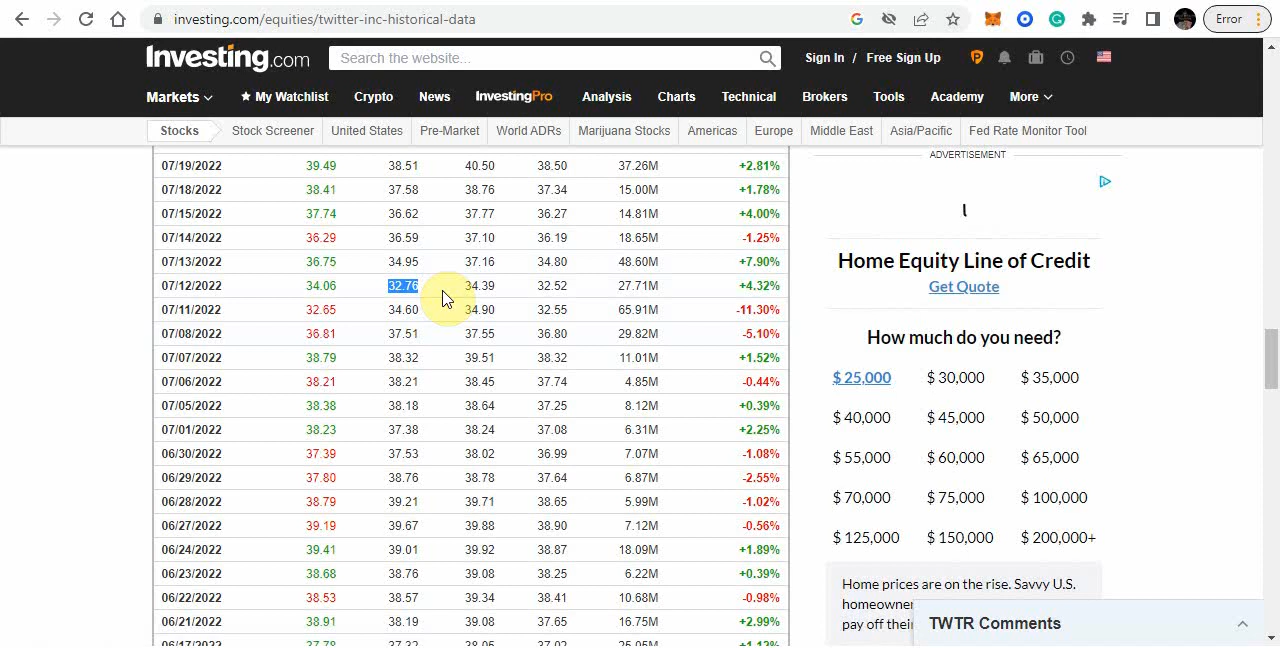 investing.com/equities/twitter-inc-historical-data
Error
Investing.com
Search the website...
Sign In / Free Sign Up
Markets
★ My Watchlist
Crypto
News
InvestingPro
Analysis
Charts
Technical
Brokers
Tools
Academy
More
Stocks
Stock Screener
United States
Pre-Market
World ADRs
Marijuana Stocks
Americas
Europe
Middle East
Asia/Pacific
Fed Rate Monitor Tool
07/19/2022 39.49 38.51 40.50 38.50 37.26M +2.81%
07/18/2022 38.41 37.58 38.76 37.34 15.00M +1.78%
07/15/2022 37.74 36.62 37.77 36.27 14.81M +4.00%
07/14/2022 36.29 36.59 37.10 36.19 18.65M -1.25%
07/13/2022 36.75 34.95 37.16 34.80 48.60M +7.90%
07/12/2022 34.06 32.76 34.39 32.52 27.71M +4.32%
07/11/2022 32.65 34.60 34.90 32.55 65.91M -11.30%
07/08/2022 36.81 37.51 37.55 36.80 29.82M -5.10%
07/07/2022 38.79 38.32 39.51 38.32 11.01M +1.52%
07/06/2022 38.21 38.21 38.45 37.74 4.85M -0.44%
07/05/2022 38.38 38.18 38.64 37.25 8.12M +0.39%
07/01/2022 38.23 37.38 38.24 37.08 6.31M +2.25%
06/30/2022 37.39 37.53 38.02 36.99 7.07M -1.08%
06/29/2022 37.80 38.76 38.78 37.64 6.87M -2.55%
06/28/2022 38.79 39.21 39.71 38.65 5.99M -1.02%
06/27/2022 39.19 39.67 39.88 38.90 7.12M -0.56%
06/24/2022 39.41 39.01 39.92 38.87 18.09M +1.89%
06/23/2022 38.68 38.76 39.08 38.25 6.22M +0.39%
06/22/2022 38.53 38.57 39.34 38.41 10.68M -0.98%
06/21/2022 38.91 38.19 39.08 37.65 16.75M +2.99%
06/17/2022 37.78 37.32 38.05 37.02 25.05M +1.12%
ADVERTISEMENT
Home Equity Line of Credit
Get Quote
How much do you need?
$ 25,000 $ 30,000 $ 35,000
$ 40,000 $ 45,000 $ 50,000
$ 55,000 $ 60,000 $ 65,000
$ 70,000 $ 75,000 $ 100,000
$ 125,000 $ 150,000 $ 200,000+
Home prices are on the rise. Savvy U.S.
homeowner
pay off thei
TWTR Comments